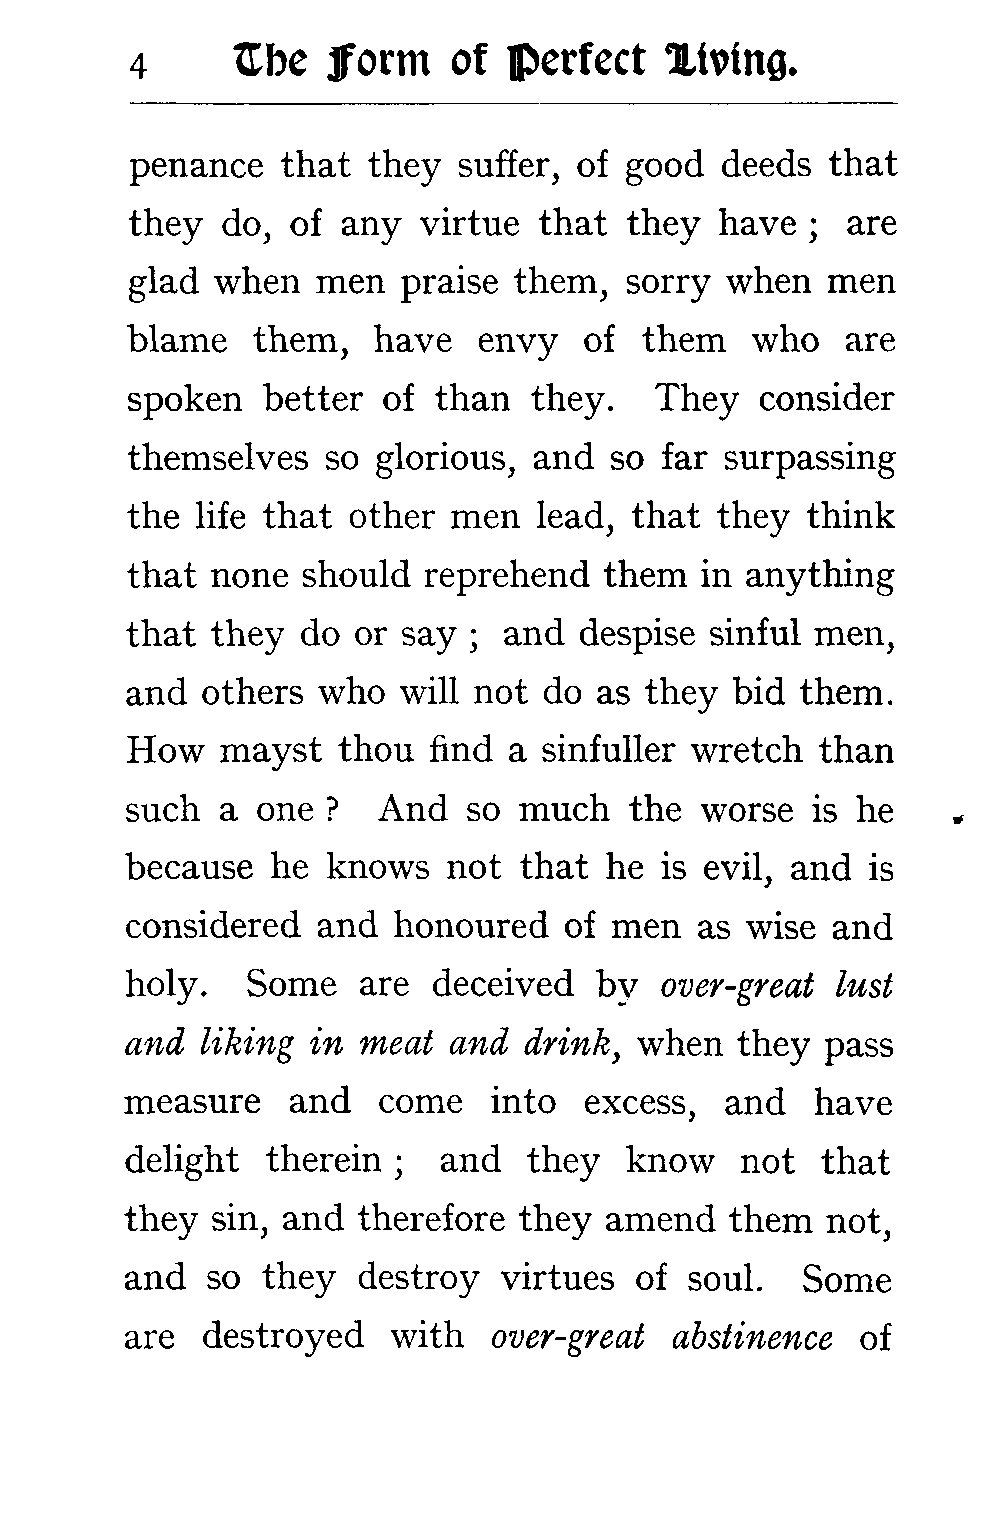 4 The Form of Perfect Living.
penance that they suffer, of good deeds that
they do, of any virtue that they have ; are
glad when men praise them, sorry when men
blame them, have envy of them who are
spoken better of than they. They consider
themselves so glorious, and so far surpassing
the life that other men lead, that they think
that none should reprehend them in anything
that they do or say ; and despise sinful men,
and others who will not do as they bid them.
How mayst thou find a sinfuller wretch than
such a one ? And so much the worse is he
because he knows not that he is evil, and is
considered and honoured of men as wise and
holy. Some are deceived by over-great lust
and liking in meat and drink, when they pass
measure and come into excess, and have
delight therein ; and they know not that
they sin, and therefore they amend them not,
and so they destroy virtues of soul. Some
are destroyed with over-great abstinence of